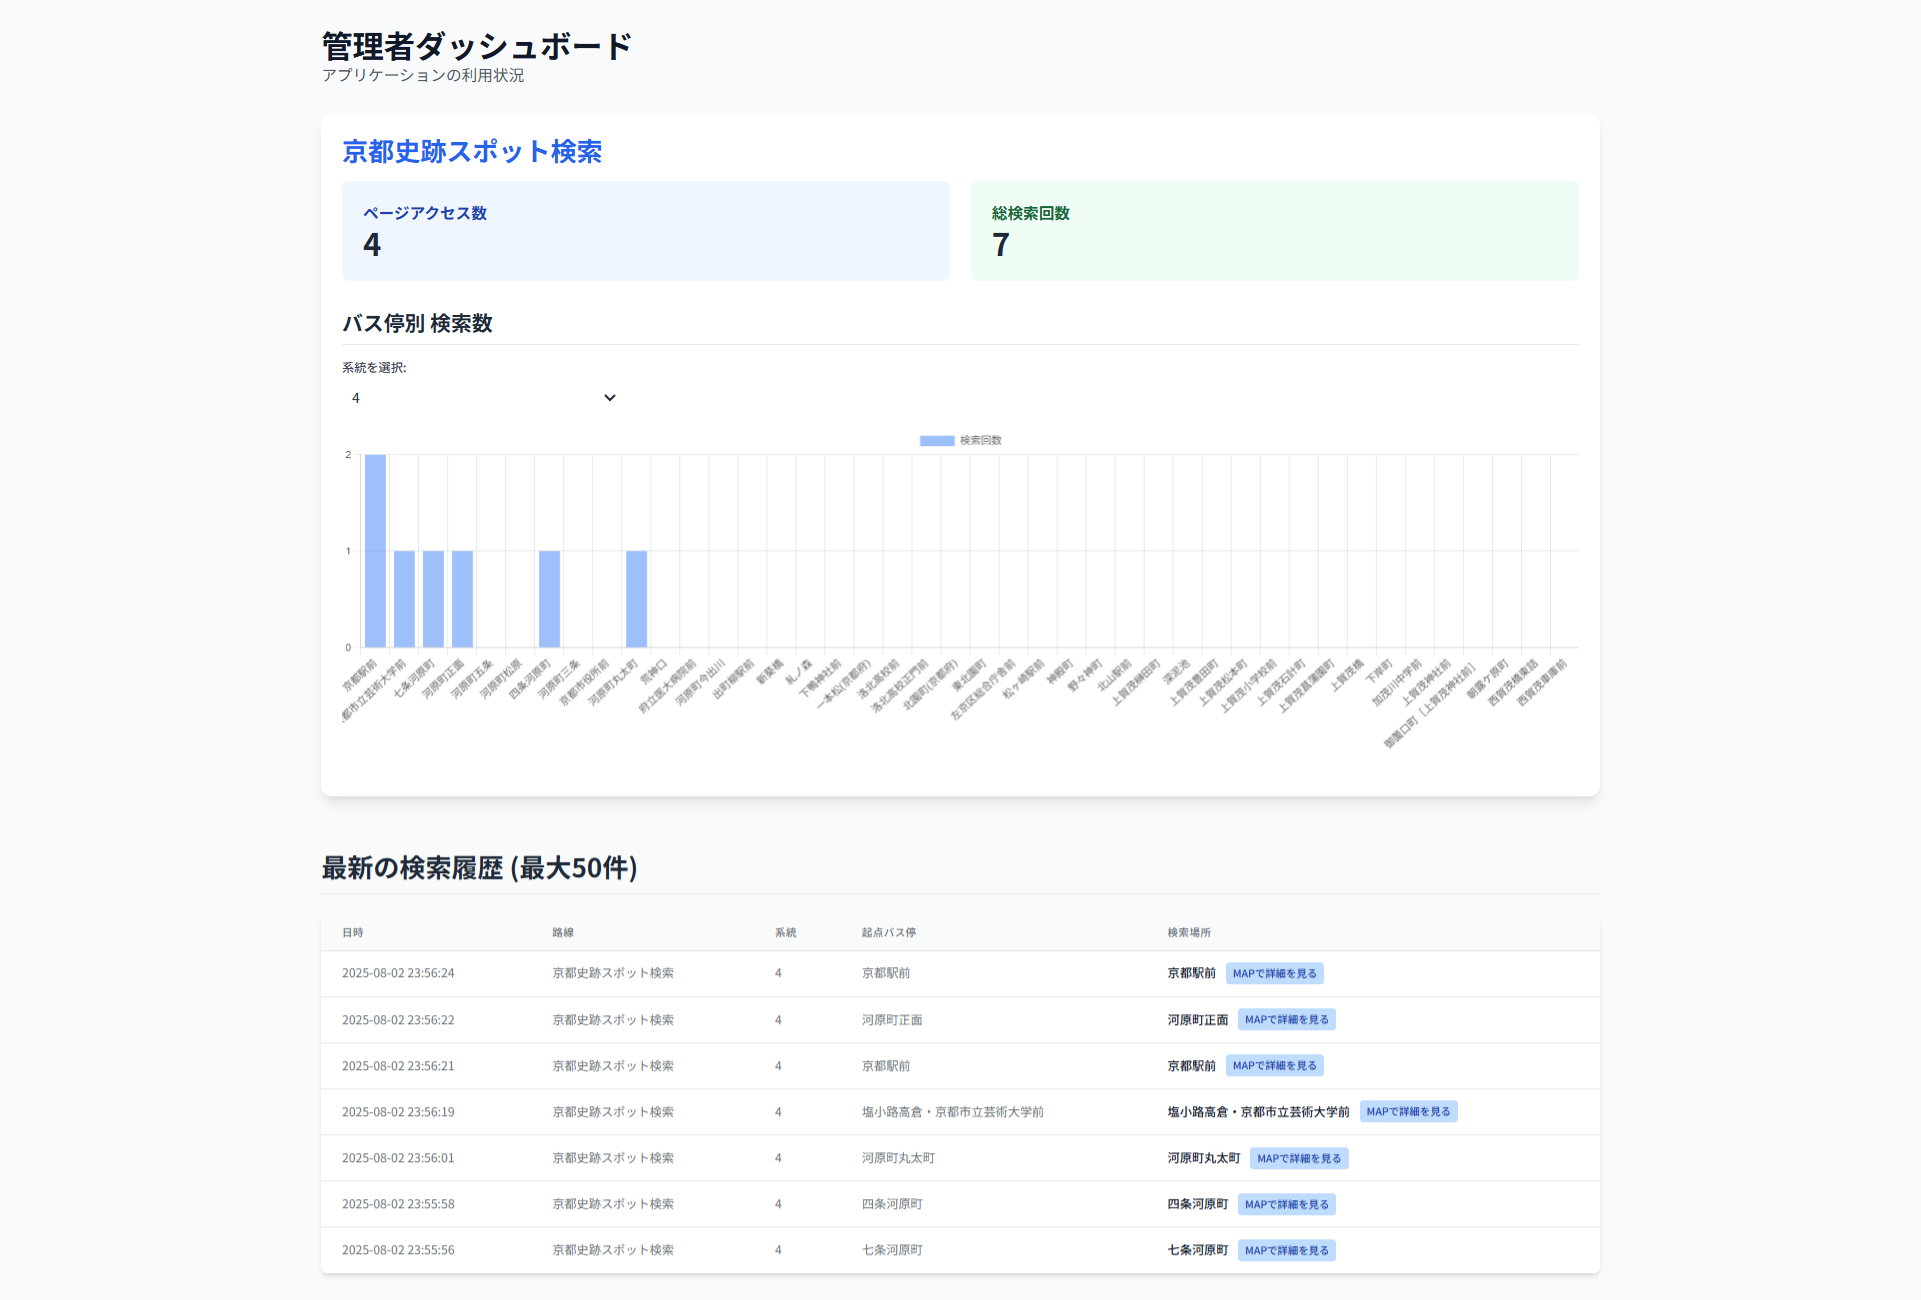 管理者ダッシュボード
アプリケーションの利用状況
京都史跡スポット検索
ページアクセス数
4
総検索回数
7
バス停別 検索数
系統を選択:
4
検索回数
2
1
0
京都駅前
都市立芸術大学前
七条河原町
河原町正面
河原町五条
河原町松原
四条河原町
河原町三条
京都市役所前
河原町丸太町
荒神口
府立医大病院前
河原町今出川
出町柳駅前
新葵橋
糺ノ森
下鴨神社前
一本松(京都府)
洛北高校前
洛北高校正門前
北園町(京都府)
東北園町
左京区総合庁舎前
松ヶ崎駅前
神殿町
野々神町
北山駅前
上賀茂榊田町
深泥池
上賀茂豊田町
上賀茂松本町
上賀茂小学校前
上賀茂石計町
上賀茂菖蒲園町
上賀茂橋
下岸町
加茂川中学前
上賀茂神社前
御薗口町［上賀茂神社前］
朝露ケ原町
西賀茂橋東詰
西賀茂車庫前
最新の検索履歴 (最大50件)
日時 路線 系統 起点バス停 検索場所
2025-08-02 23:56:24 京都史跡スポット検索 4 京都駅前 京都駅前 MAPで詳細を見る
2025-08-02 23:56:22 京都史跡スポット検索 4 河原町正面 河原町正面 MAPで詳細を見る
2025-08-02 23:56:21 京都史跡スポット検索 4 京都駅前 京都駅前 MAPで詳細を見る
2025-08-02 23:56:19 京都史跡スポット検索 4 塩小路高倉・京都市立芸術大学前 塩小路高倉・京都市立芸術大学前 MAPで詳細を見る
2025-08-02 23:56:01 京都史跡スポット検索 4 河原町丸太町 河原町丸太町 MAPで詳細を見る
2025-08-02 23:55:58 京都史跡スポット検索 4 四条河原町 四条河原町 MAPで詳細を見る
2025-08-02 23:55:56 京都史跡スポット検索 4 七条河原町 七条河原町 MAPで詳細を見る